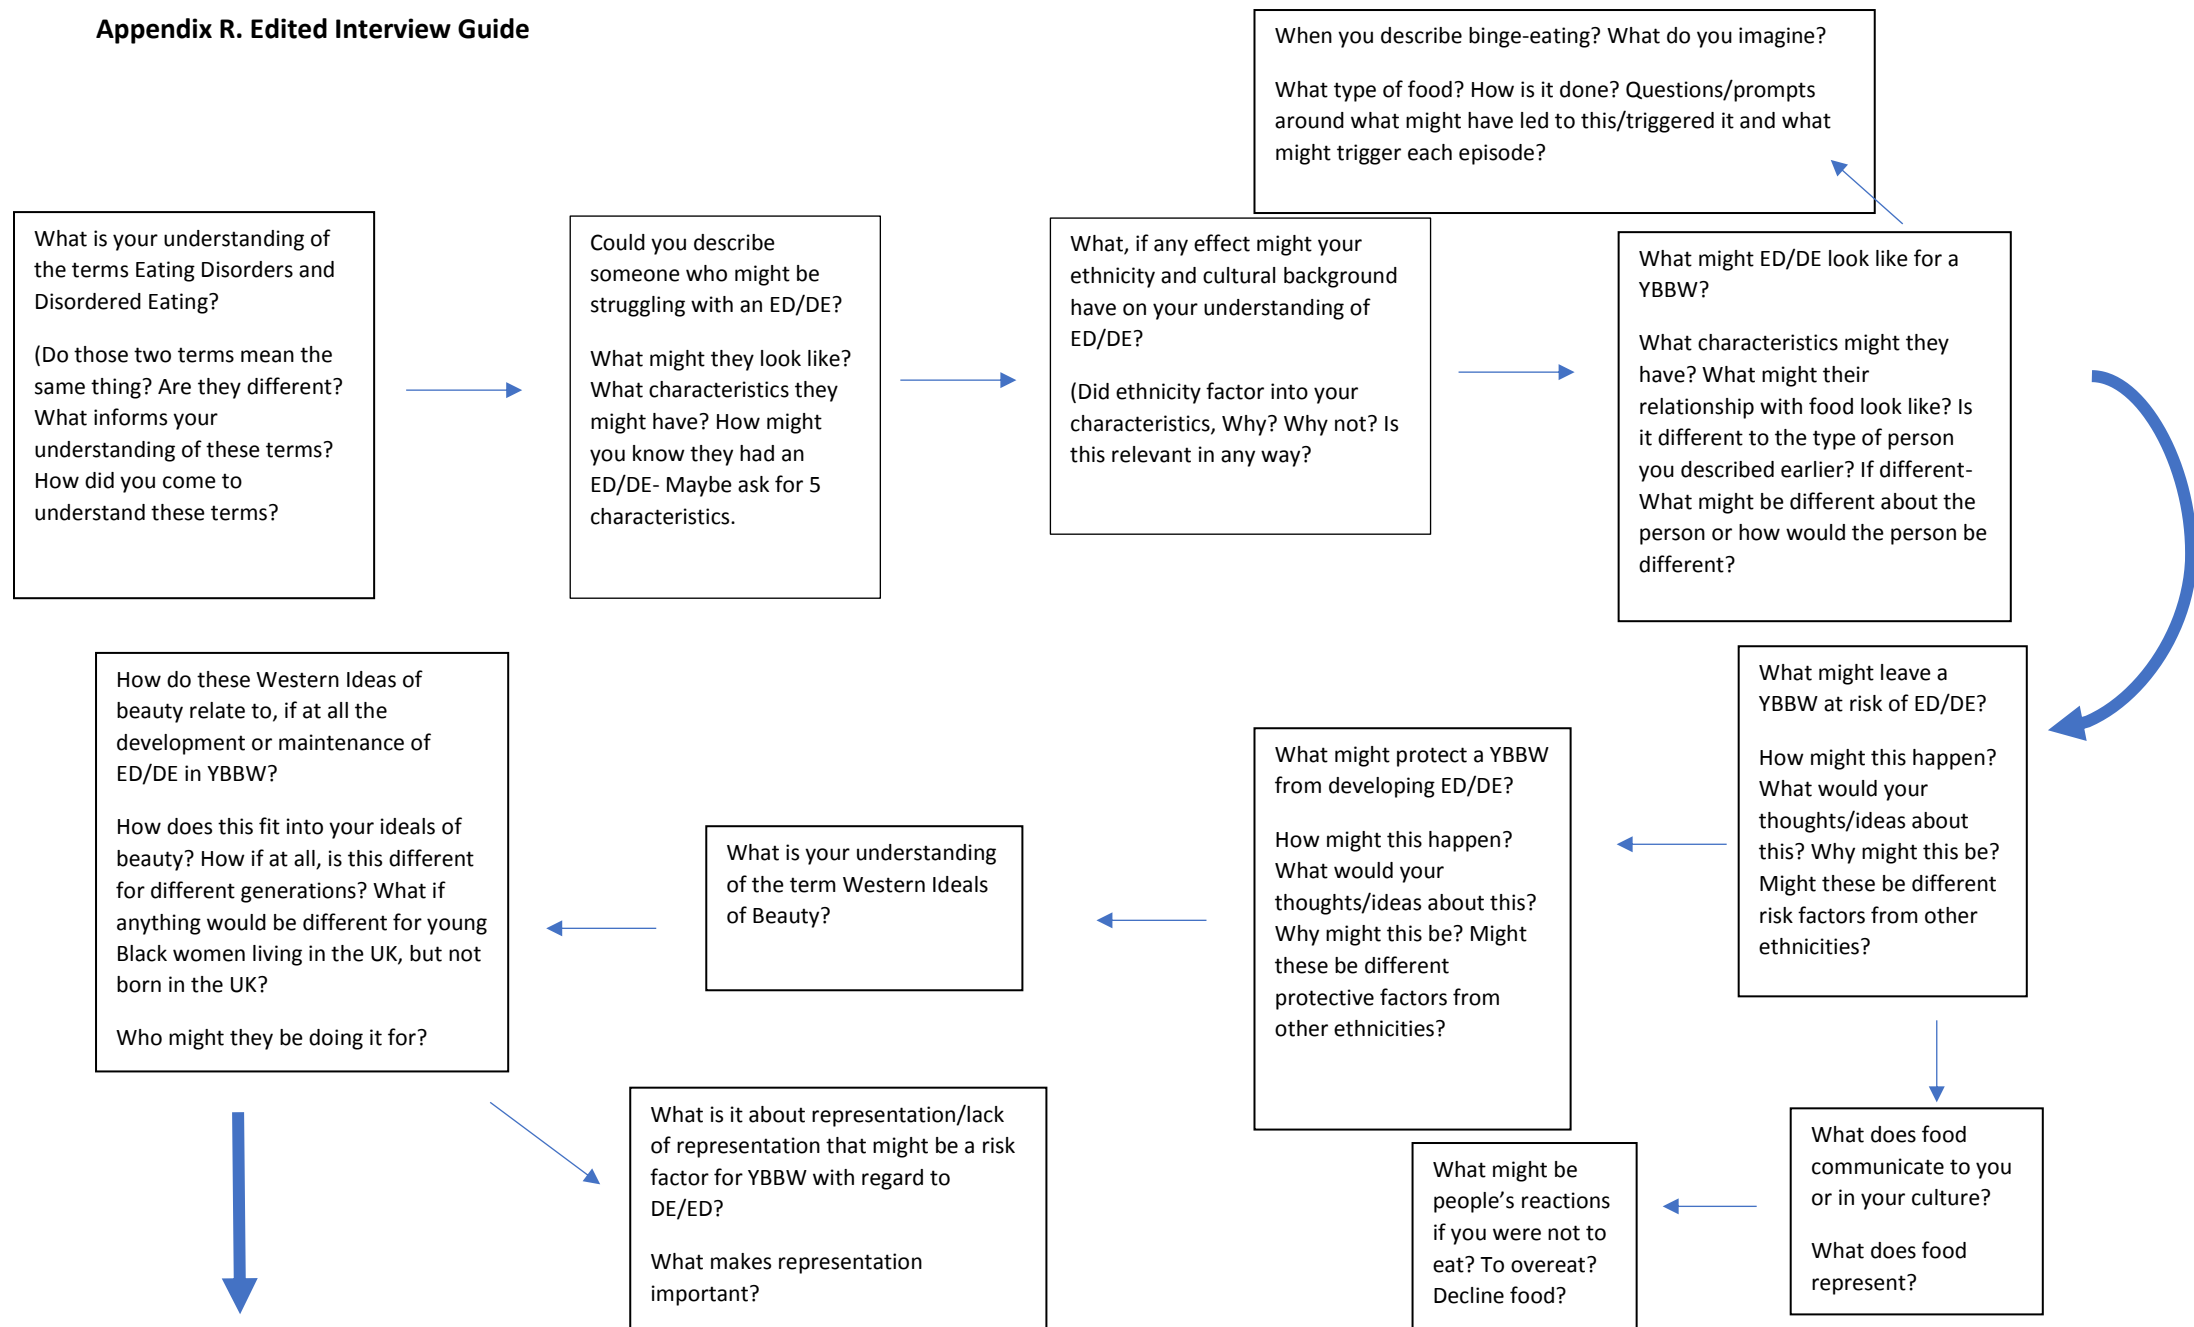 Appendix R. Edited Interview Guide
When you describe binge-eating? What do you imagine?
What type of food? How is it done? Questions/prompts
around what might have led to this/triggered it and what
might trigger each episode?
What is your understanding of
the terms Eating Disorders and
Disordered Eating?
(Do those two terms mean the
same thing? Are they different?
What informs your
understanding of these terms?
How did you come to
understand these terms?
Could you describe
someone who might be
struggling with an ED/DE?
What might they look like?
What characteristics they
might have? How might
you know they had an
ED/DE- Maybe ask for 5
characteristics.
What, if any effect might your
ethnicity and cultural background
have on your understanding of
ED/DE?
(Did ethnicity factor into your
characteristics, Why? Why not? Is
this relevant in any way?
What might ED/DE look like for a
YBBW?
What characteristics might they
have? What might their
relationship with food look like? Is
it different to the type of person
you described earlier? If different-
What might be different about the
person or how would the person be
different?
What might leave a
YBBW at risk of ED/DE?
How might this happen?
What would your
thoughts/ideas about
this? Why might this be?
Might these be different
risk factors from other
ethnicities?
What might protect a YBBW
from developing ED/DE?
How might this happen?
What would your
thoughts/ideas about this?
Why might this be? Might
these be different
protective factors from
other ethnicities?
What is your understanding
of the term Western Ideals
of Beauty?
How do these Western Ideas of
beauty relate to, if at all the
development or maintenance of
ED/DE in YBBW?
How does this fit into your ideals of
beauty? How if at all, is this different
for different generations? What if
anything would be different for young
Black women living in the UK, but not
born in the UK?
Who might they be doing it for?
What is it about representation/lack
of representation that might be a risk
factor for YBBW with regard to
DE/ED?
What makes representation
important?
What does food
communicate to you
or in your culture?
What does food
represent?
What might be
people’s reactions
if you were not to
eat? To overeat?
Decline food?